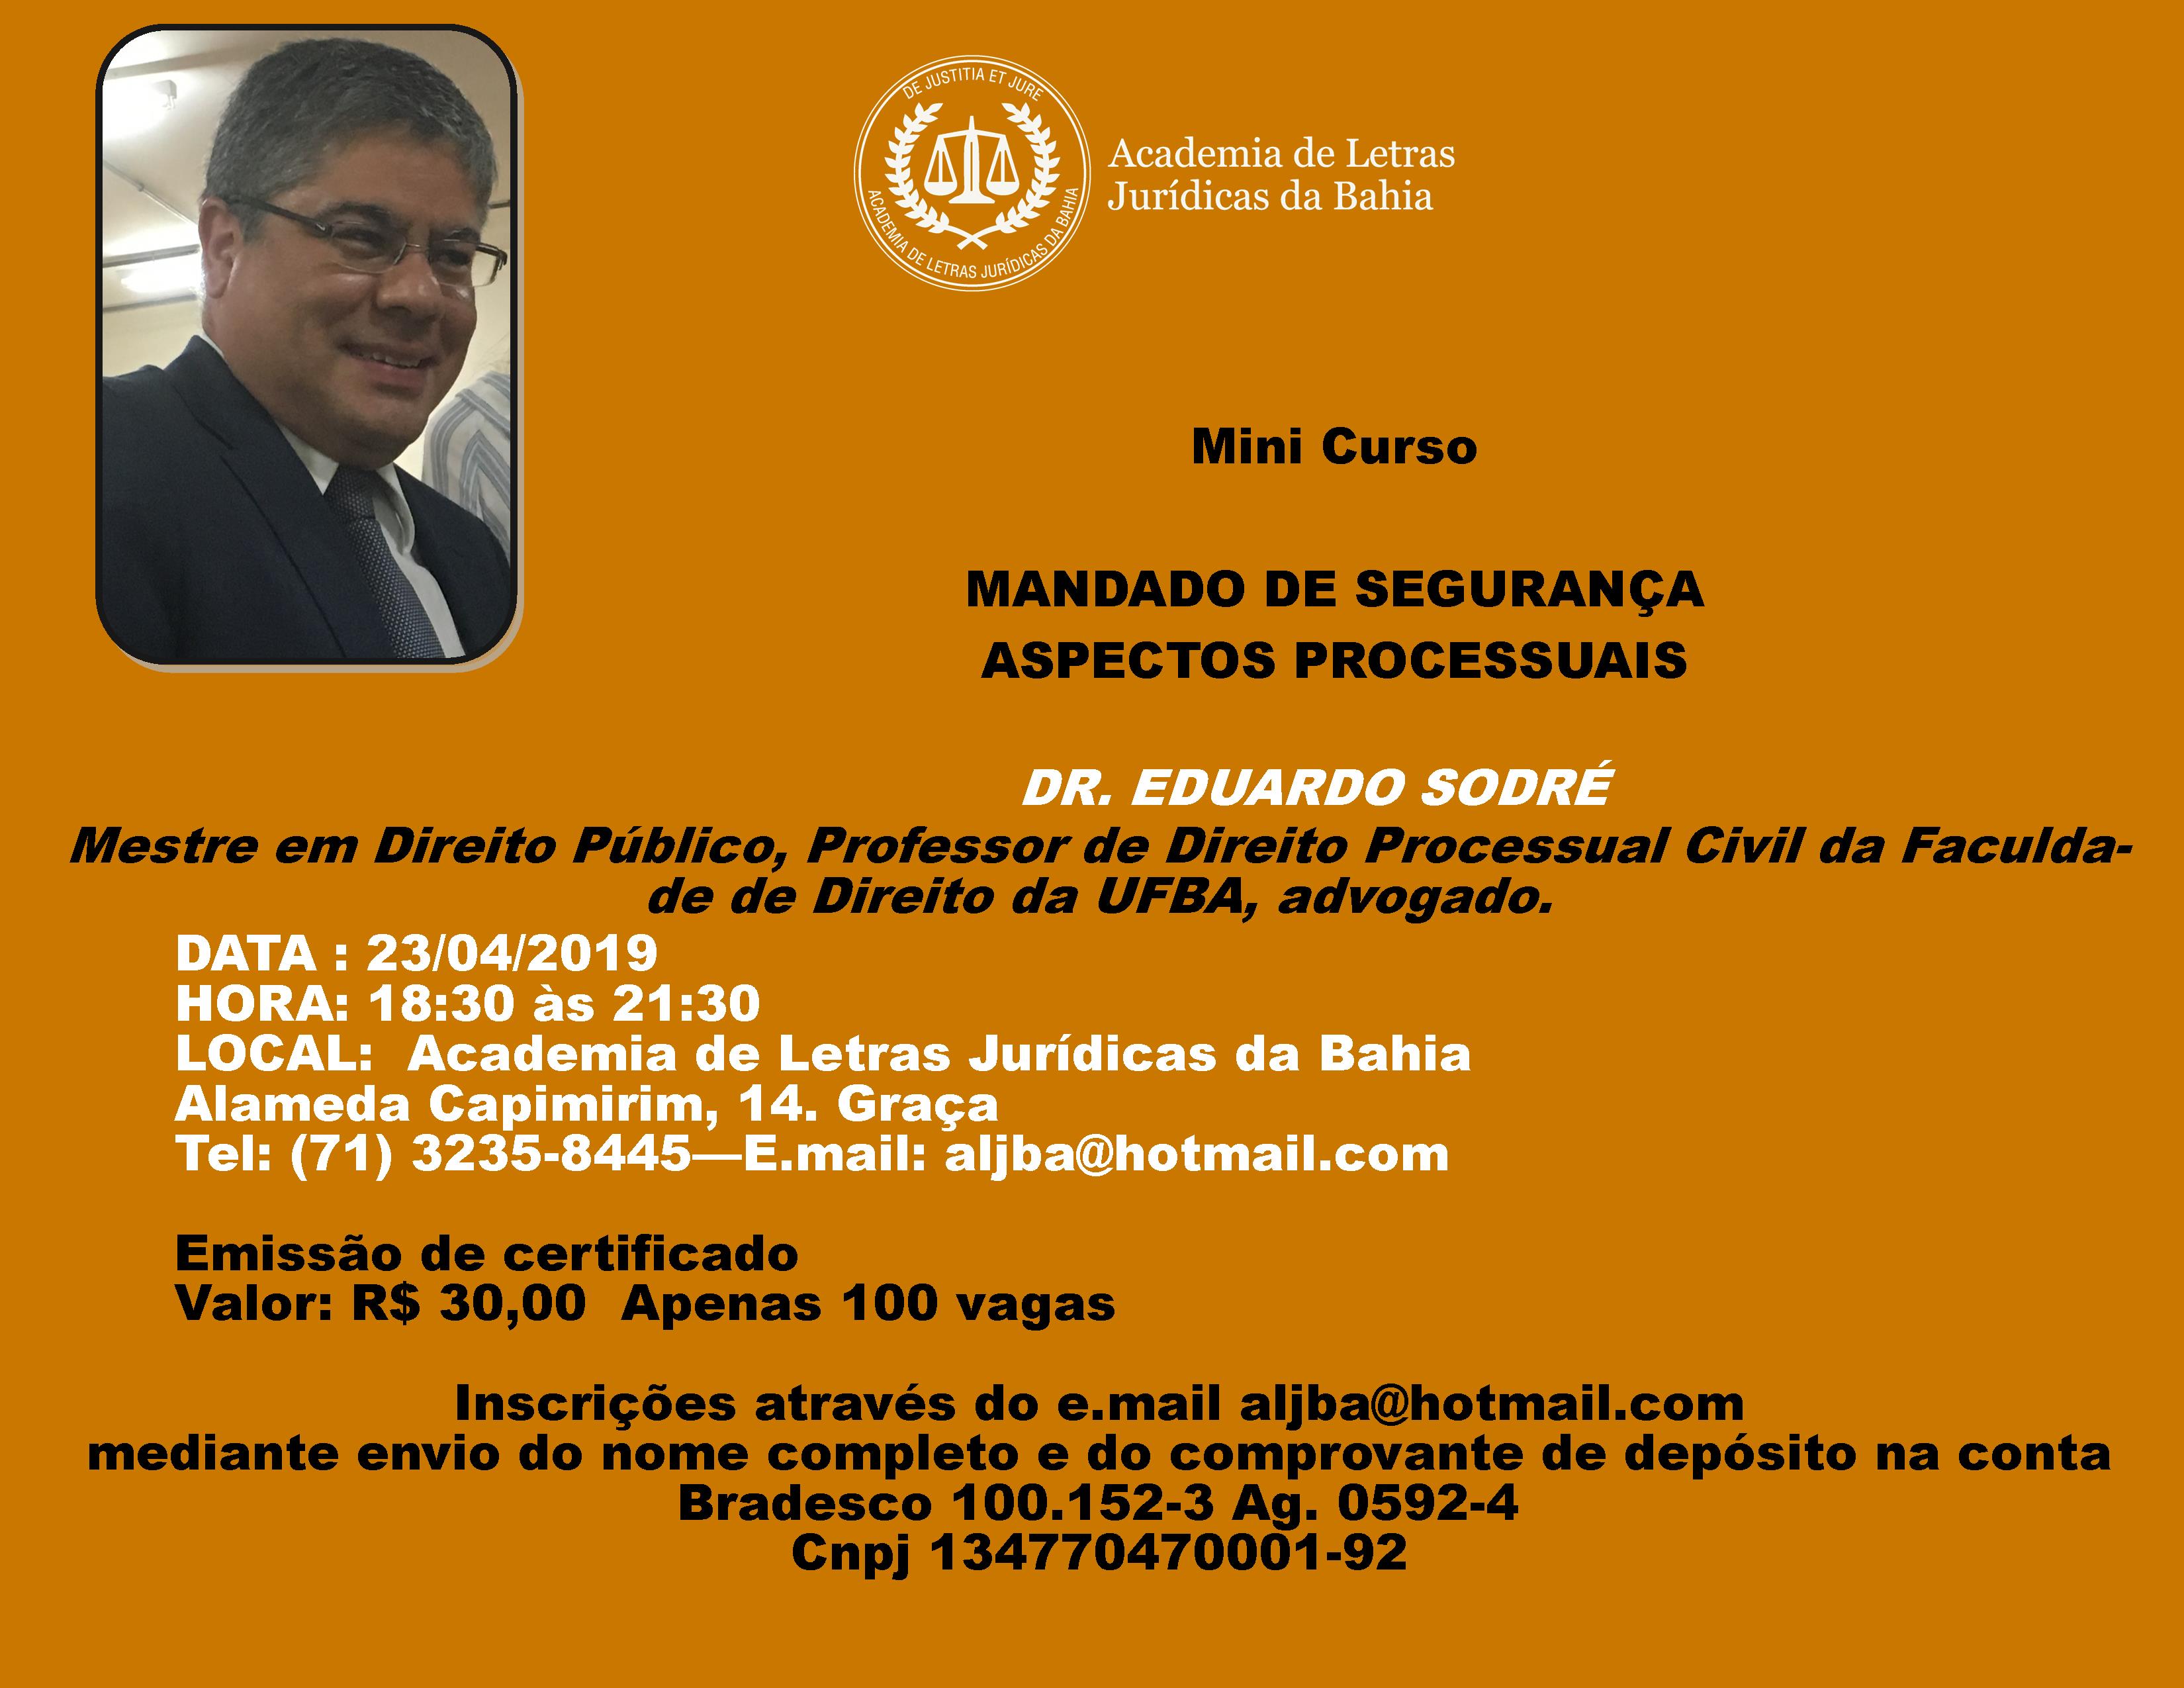 DE JUSTITIA ET JURE
ACADEMIA DE LETRAS JURÍDICAS DA BAHIA
Academia de Letras
Jurídicas da Bahia
Mini Curso
MANDADO DE SEGURANÇA
ASPECTOS PROCESSUAIS
DR. EDUARDO SODRÉ
Mestre em Direito Público, Professor de Direito Processual Civil da Faculda-
de de Direito da UFBA, advogado.
DATA : 23/04/2019
HORA: 18:30 às 21:30
LOCAL:  Academia de Letras Jurídicas da Bahia
Alameda Capimirim, 14. Graça
Tel: (71) 3235-8445—E.mail: aljba@hotmail.com
Emissão de certificado
Valor: R$ 30,00  Apenas 100 vagas
Inscrições através do e.mail aljba@hotmail.com
mediante envio do nome completo e do comprovante de depósito na conta
Bradesco 100.152-3 Ag. 0592-4
Cnpj 134770470001-92